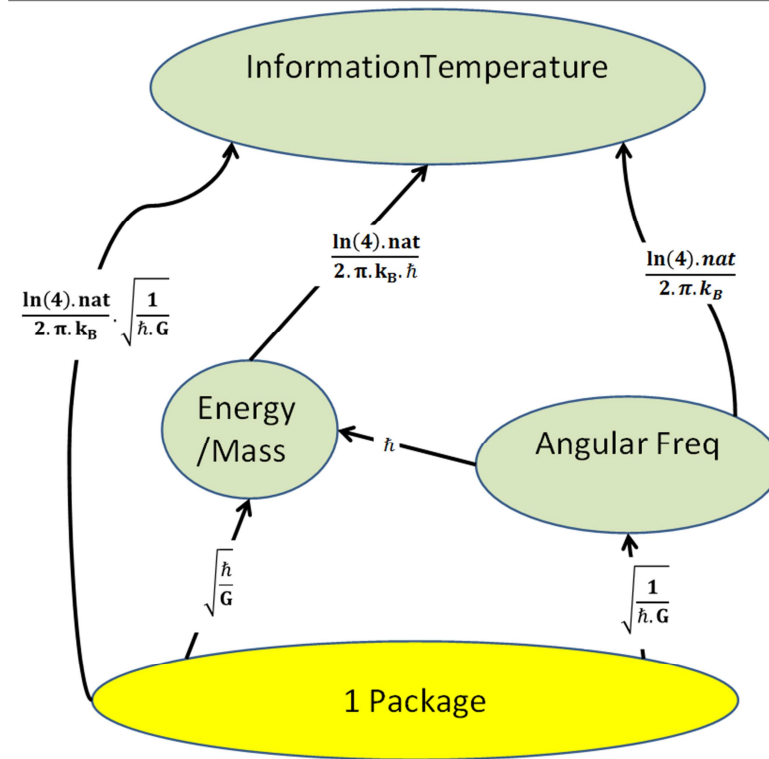 InformationTemperature
ln(4).nat
2.π.k_B.ħ
ln(4).nat
2.π.k_B
ln(4).nat
2.π.k_B . √(1
ħ.G)
Energy
/Mass
ħ
Angular Freq
√(ħ
G)
√(1
ħ.G)
1 Package